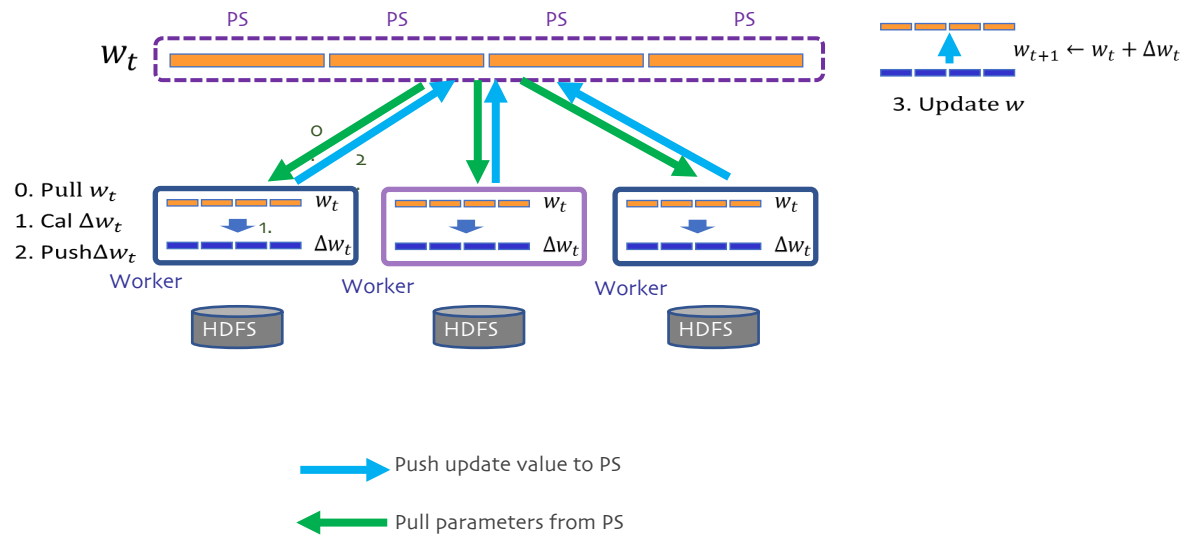 PS PS PS PS
w_t
w_{t+1} ← w_t + Δw_t
3. Update w
0.
2.
0. Pull w_t
1. Cal Δw_t
2. PushΔw_t
w_t w_t w_t
1.
Δw_t Δw_t Δw_t
Worker Worker Worker
HDFS HDFS HDFS
Push update value to PS
Pull parameters from PS